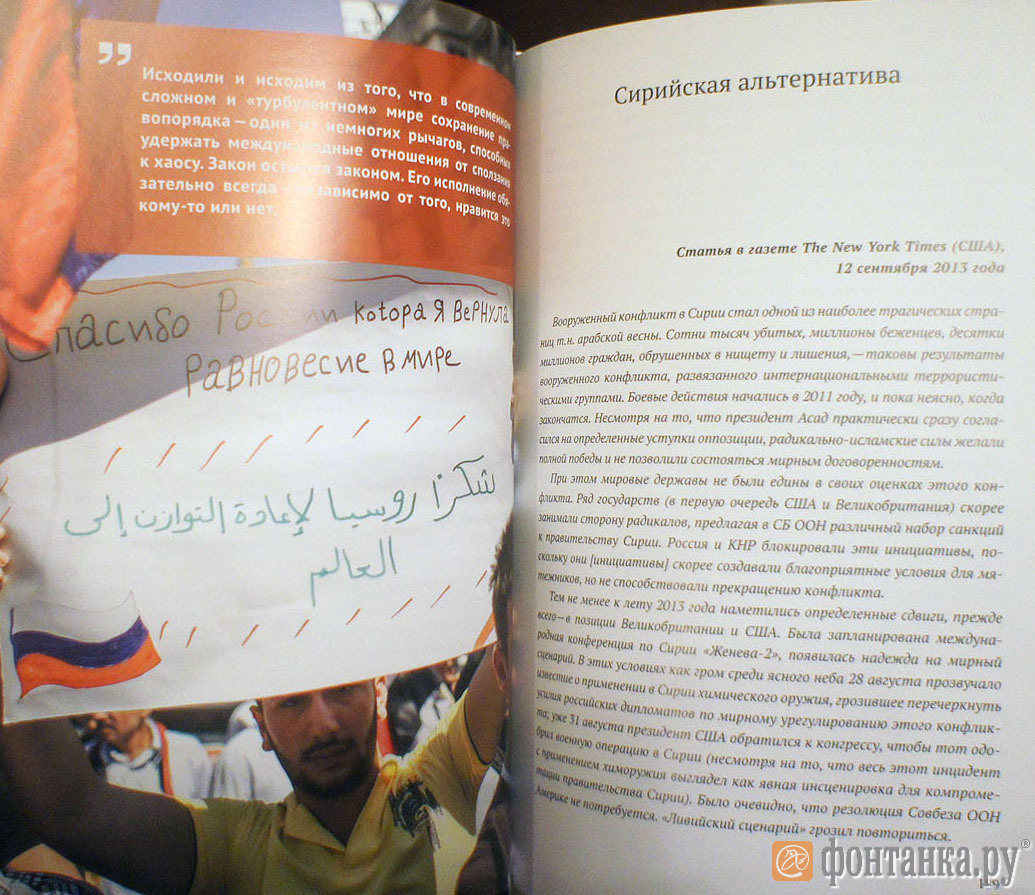 ”
Исходили и исходим из того, что в современном
сложном и «турбулентном» мире сохранение пра-
вопорядка – один из немногих рычагов, способных
удержать международные отношения от сползания
к хаосу. Закон остается законом. Его исполнение обя-
зательно всегда – независимо от того, нравится это
кому-то или нет.
Спасибо России которая вернула
равновесие в мире
شكرًا روسيا لإعادة التوازن إلى
العالم
Сирийская альтернатива
Статья в газете The New York Times (США),
12 сентября 2013 года
Вооруженный конфликт в Сирии стал одной из наиболее трагических стра-
ниц т.н. арабской весны. Сотни тысяч убитых, миллионы беженцев, десятки
миллионов граждан, обрушенных в нищету и лишения, – таковы результаты
вооруженного конфликта, развязанного интернациональными террористи-
ческими группами. Боевые действия начались в 2011 году, и пока неясно, когда
закончатся. Несмотря на то, что президент Асад практически сразу согла-
сился на определенные уступки оппозиции, радикально-исламские силы желали
полной победы и не позволили состояться мирным договоренностям.
При этом мировые державы не были едины в своих оценках этого кон-
фликта. Ряд государств (в первую очередь США и Великобритания) скорее
занимали сторону радикалов, предлагая в СБ ООН различный набор санкций
к правительству Сирии. Россия и КНР блокировали эти инициативы, по-
скольку они [инициативы] скорее создавали благоприятные условия для мя-
тежников, но не способствовали прекращению конфликта.
Тем не менее к лету 2013 года наметились определенные сдвиги, прежде
всего – в позиции Великобритании и США. Была запланирована междуна-
родная конференция по Сирии «Женева-2», появилась надежда на мирный
сценарий. В этих условиях как гром среди ясного неба 28 августа прозвучало
известие о применении в Сирии химического оружия, грозившее перечеркнуть
усилия российских дипломатов по мирному урегулированию этого конфлик-
та; уже 31 августа президент США обратился к конгрессу, чтобы тот одо-
брил военную операцию в Сирии (несмотря на то, что весь этот инцидент
с применением химоружия выглядел как явная инсценировка для компроме-
тации правительства Сирии). Было очевидно, что резолюция Совбеза ООН
Америке не потребуется. «Ливийский сценарий» грозил повториться.
фонтанка.ру®